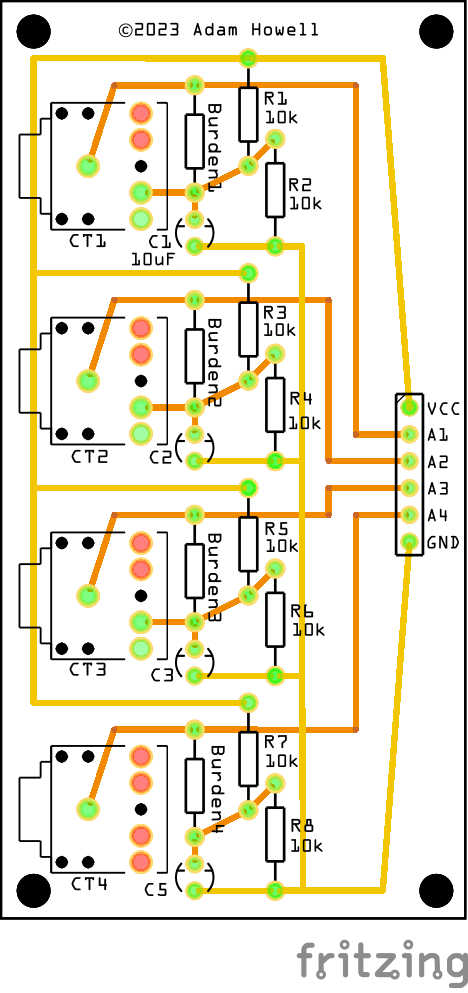 ©2023 Adam Howell
R1
10k
Burden1
R2
10k
CT1
C1
10uF
R3
10k
Burden2
R4
10k
CT2
C2
VCC
A1
A2
A3
A4
GND
R5
10k
Burden3
R6
10k
CT3
C3
R7
10k
Burden4
R8
10k
CT4
C5
fritzing